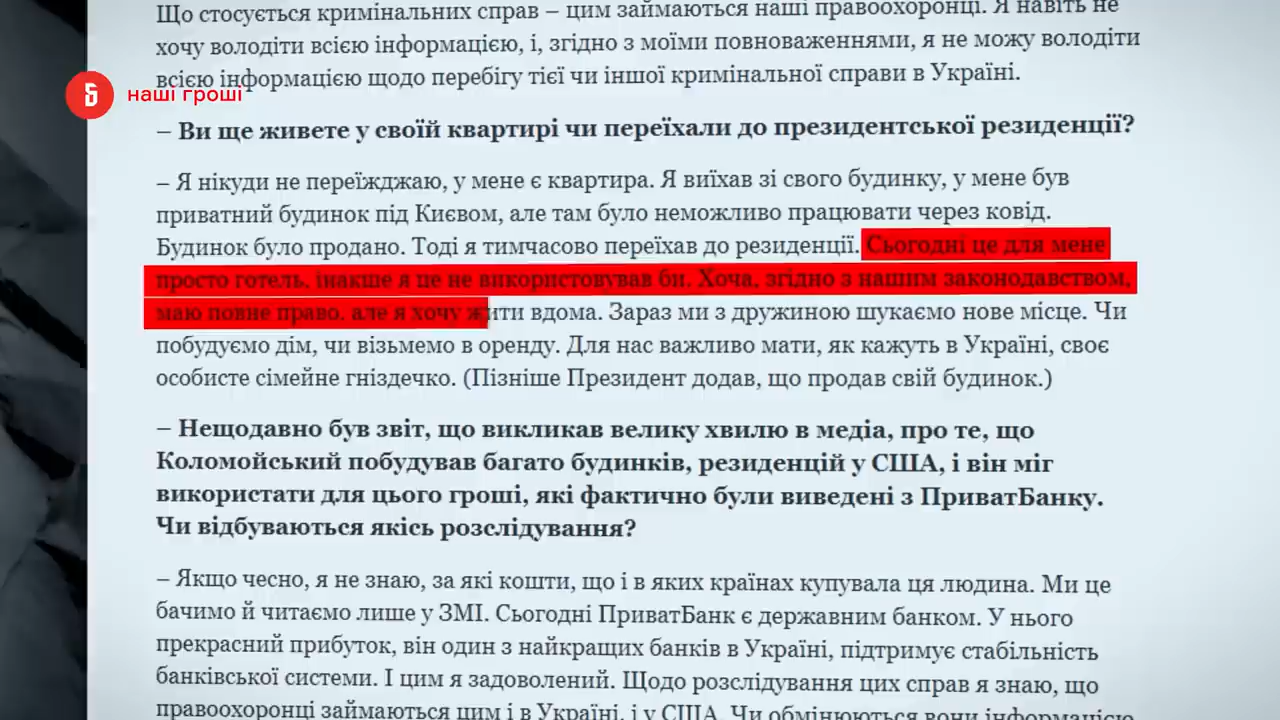 Що стосується кримінальних справ – цим займаються наші правоохоронці. Я навіть не
хочу володіти всією інформацією, і, згідно з моїми повноваженнями, я не можу володіти
всією інформацією щодо перебігу тієї чи іншої кримінальної справи в Україні.
Б наші гроші
– Ви ще живете у своїй квартирі чи переїхали до президентської резиденції?
– Я нікуди не переїжджаю, у мене є квартира. Я виїхав зі свого будинку, у мене був
приватний будинок під Києвом, але там було неможливо працювати через ковід.
Будинок було продано. Тоді я тимчасово переїхав до резиденції. Сьогодні це для мене
просто готель, інакше я це не використовував би. Хоча, згідно з нашим законодавством,
маю повне право, але я хочу жити вдома. Зараз ми з дружиною шукаємо нове місце. Чи
побудуємо дім, чи візьмемо в оренду. Для нас важливо мати, як кажуть в Україні, своє
особисте сімейне гніздечко. (Пізніше Президент додав, що продав свій будинок.)
– Нещодавно був звіт, що викликав велику хвилю в медіа, про те, що
Коломойський побудував багато будинків, резиденцій у США, і він міг
використати для цього гроші, які фактично були виведені з ПриватБанку.
Чи відбуваються якісь розслідування?
– Якщо чесно, я не знаю, за які кошти, що і в яких країнах купувала ця людина. Ми це
бачимо й читаємо лише у ЗМІ. Сьогодні ПриватБанк є державним банком. У нього
прекрасний прибуток, він один з найкращих банків в Україні, підтримує стабільність
банківської системи. І цим я задоволений. Щодо розслідування цих справ я знаю, що
правоохоронці займаються цим і в Україні, і у США. Чи обмінюються вони інформацією